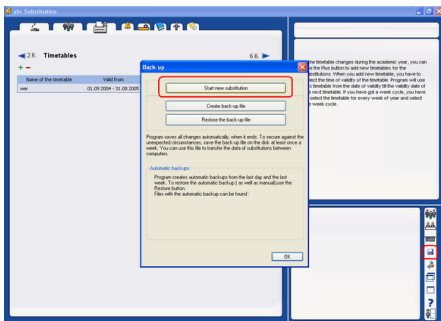 aSc Substitution
2.6. Timetables
6.6
Name of the timetable
Valid from
wer
01.09.2004 - 31.08.2005
Back-up
Start new substitution
Create back-up file
Restore the back-up file
Program saves all changes automatically, when it ends. To secure against the
unexpected circumstances, save the back-up file on the disk at least once a
week. You can use this file to transfer the data of substitutions between
computers.
Automatic backups:
Program creates automatic backups from the last day and the last
week. To restore the automatic backup( as well as manual)use the
Restore button.
Files with the automatic backup can be found :
OK
the timetable changes during the academic year, you can
the Plus button to add new timetables for the
When you add new timetable, you have to
the time of validity of the timetable. Program will use
timetable from the date of validity till the validity date of
next timetable. If you have got a week cycle, you have
select the timetable for every week of year and select
week cycle.